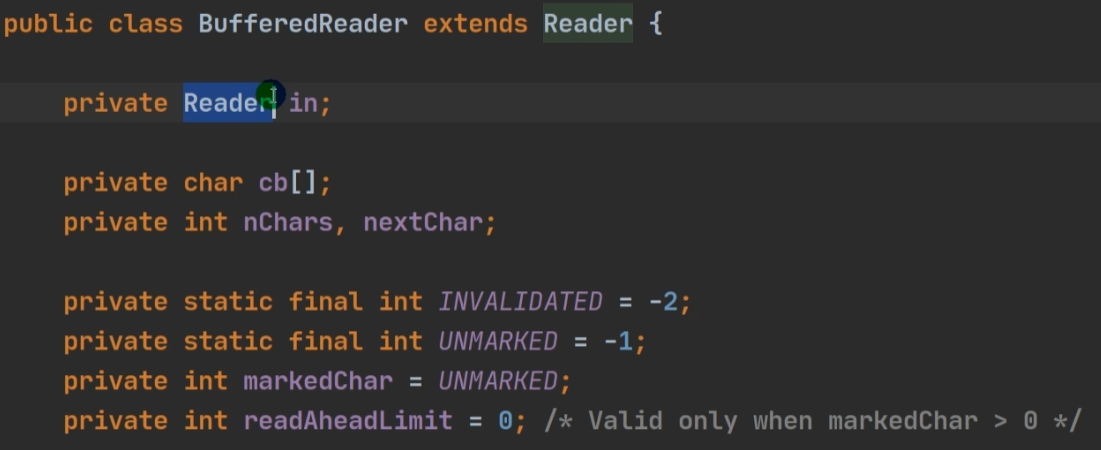 public class BufferedReader extends Reader {
private Reader in;
private char cb[];
private int nChars, nextChar;
private static final int INVALIDATED = -2;
private static final int UNMARKED = -1;
private int markedChar = UNMARKED;
private int readAheadLimit = 0; /* Valid only when markedChar > 0 */